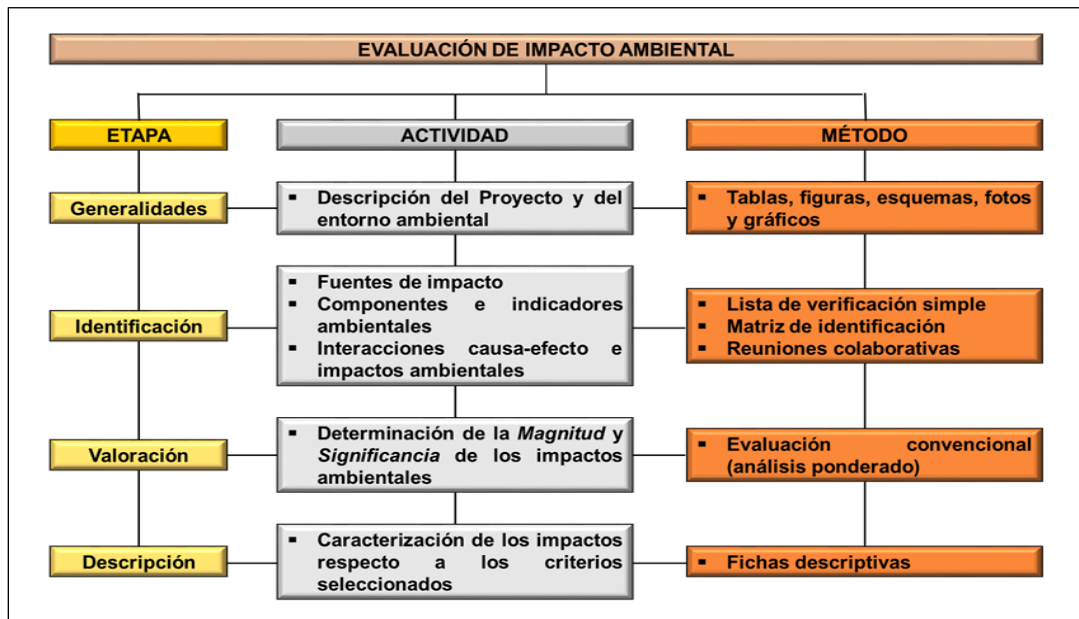 EVALUACIÓN DE IMPACTO AMBIENTAL
ETAPA
ACTIVIDAD
MÉTODO
Generalidades
▪ Descripción del Proyecto y del
entorno ambiental
▪ Tablas, figuras, esquemas, fotos
y gráficos
Identificación
▪ Fuentes de impacto
▪ Componentes e indicadores
ambientales
▪ Interacciones causa-efecto e
impactos ambientales
▪ Lista de verificación simple
▪ Matriz de identificación
▪ Reuniones colaborativas
Valoración
▪ Determinación de la Magnitud y
Significancia de los impactos
ambientales
▪ Evaluación convencional
(análisis ponderado)
Descripción
▪ Caracterización de los impactos
respecto a los criterios
seleccionados
▪ Fichas descriptivas